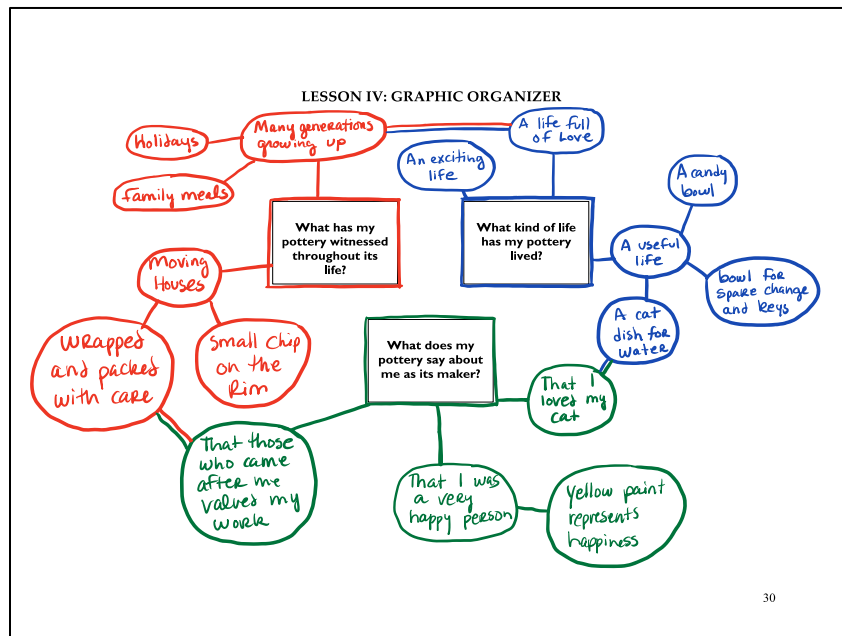 LESSON IV: GRAPHIC ORGANIZER
Holidays
Many generations
growing up
A life full
of Love
family meals
An exciting
life
A candy
bowl
What has my
pottery witnessed
throughout its
life?
What kind of life
has my pottery
lived?
A useful
life
Moving
Houses
bowl for
spare change
and keys
A cat
dish for
water
Wrapped
and packed
with care
Small Chip
on the
Rim
What does my
pottery say about
me as its maker?
That I
loved my
cat
That those
who came
after me
valued my
work
That I was
a very
happy person
Yellow paint
represents
happiness
30